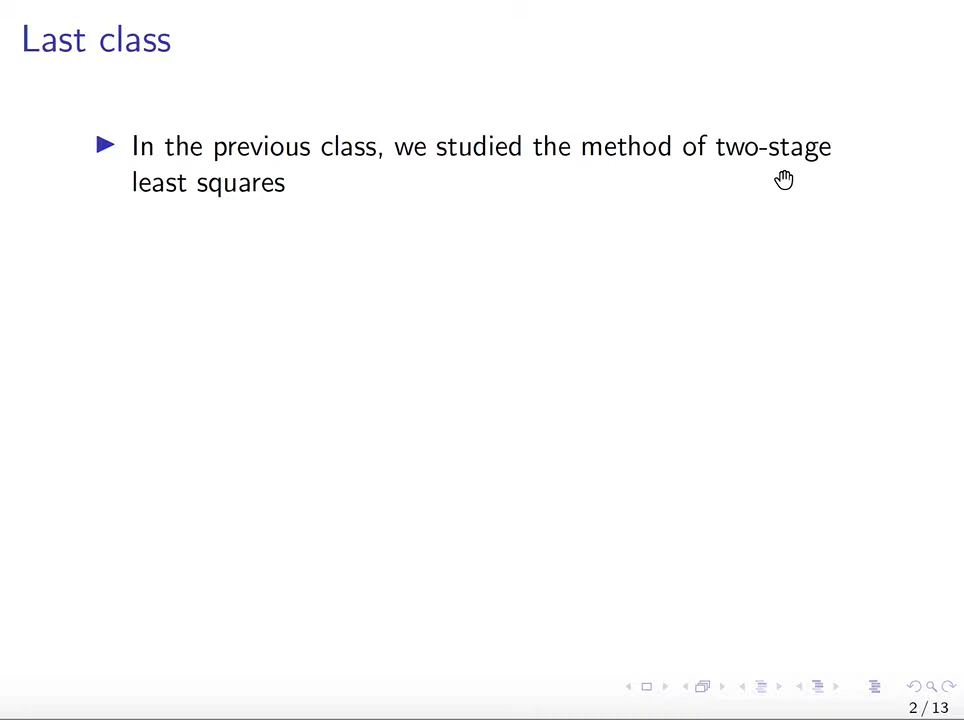 Last class
In the previous class, we studied the method of two-stage
least squares
2 / 13